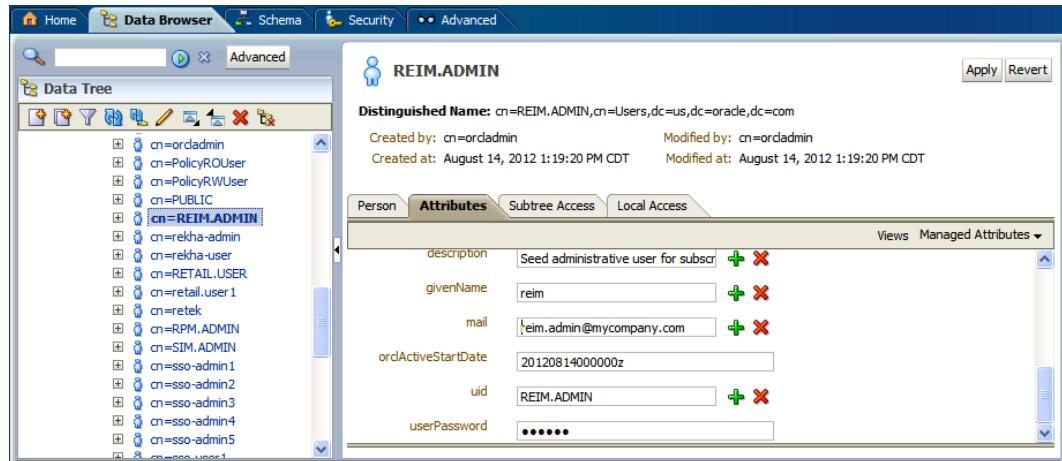 Home Data Browser Schema Security Advanced
Advanced
Data Tree
cn=orcladmin
cn=PolicyROUser
cn=PolicyRWUser
cn=PUBLIC
cn=REIM.ADMIN
cn=rekha-admin
cn=rekha-user
cn=RETAIL.USER
cn=retail.user1
cn=retek
cn=RPM.ADMIN
cn=SIM.ADMIN
cn=sso-admin1
cn=sso-admin2
cn=sso-admin3
cn=sso-admin4
cn=sso-admin5
cn=sso-user1
REIM.ADMIN
Apply Revert
Distinguished Name: cn=REIM.ADMIN,cn=Users,dc=us,dc=oracle,dc=com
Created by: cn=orcladmin Modified by: cn=orcladmin
Created at: August 14, 2012 1:19:20 PM CDT Modified at: August 14, 2012 1:19:20 PM CDT
Person Attributes Subtree Access Local Access
Views Managed Attributes
description Seed administrative user for subscr
givenName reim
mail reim.admin@mycompany.com
orclActiveStartDate 20120814000000z
uid REIM.ADMIN
userPassword ••••••